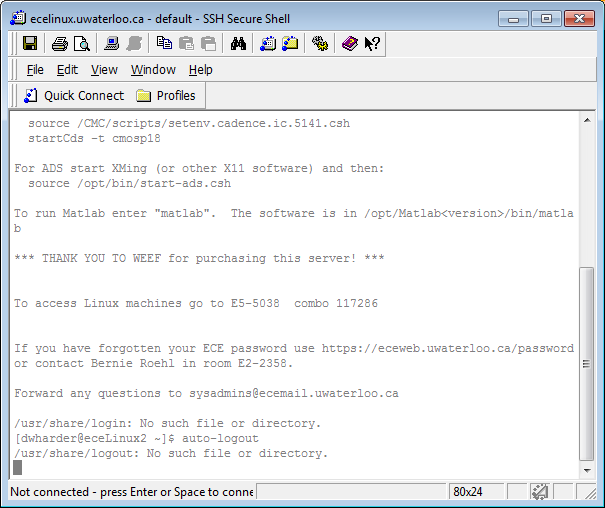 ecelinux.uwaterloo.ca - default - SSH Secure Shell
File Edit View Window Help
Quick Connect Profiles
source /CMC/scripts/setenv.cadence.ic.5141.csh
startCds -t cmosp18
For ADS start XMing (or other X11 software) and then:
source /opt/bin/start-ads.csh
To run Matlab enter "matlab".  The software is in /opt/Matlab<version>/bin/matla
b
*** THANK YOU TO WEEF for purchasing this server! ***
To access Linux machines go to E5-5038  combo 117286
If you have forgotten your ECE password use https://eceweb.uwaterloo.ca/password
or contact Bernie Roehl in room E2-2358.
Forward any questions to sysadmins@ecemail.uwaterloo.ca
/usr/share/login: No such file or directory.
[dwharder@eceLinux2 ~]$ auto-logout
/usr/share/logout: No such file or directory.
Not connected - press Enter or Space to conne 80x24